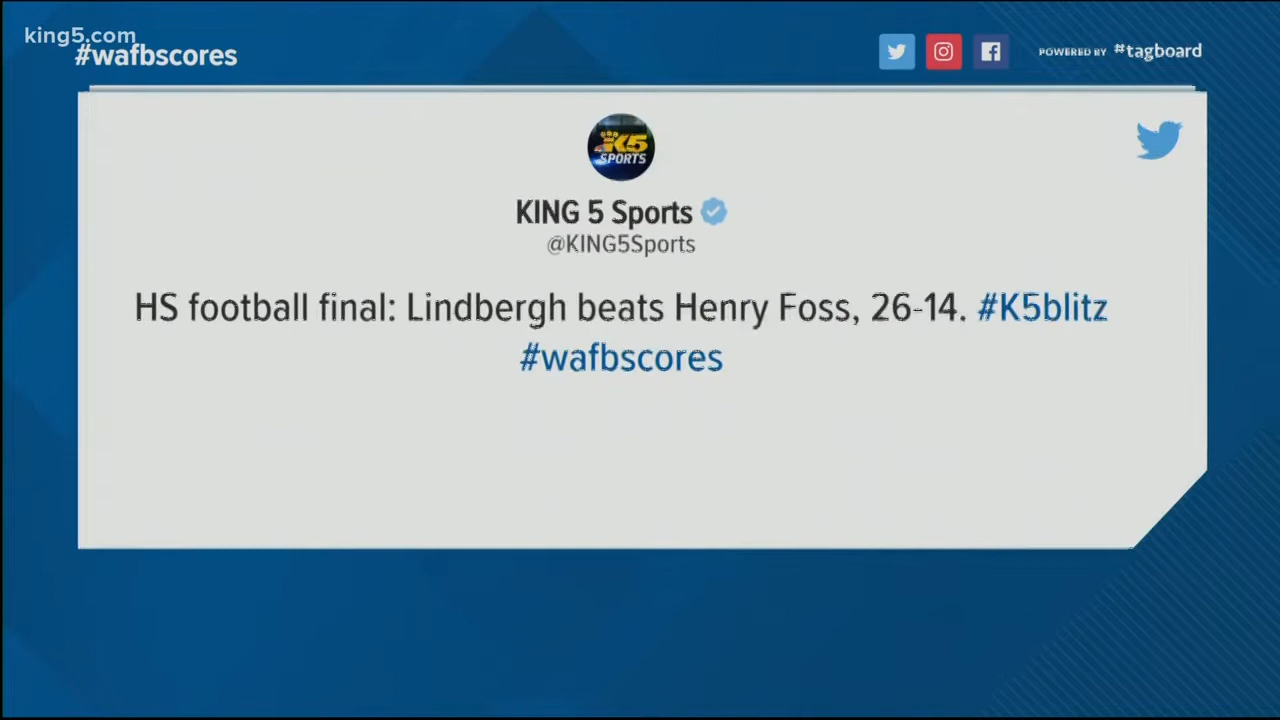 king5.com
#wafbscores
POWERED BY #tagboard
K5
SPORTS
KING 5 Sports
@KING5Sports
HS football final: Lindbergh beats Henry Foss, 26-14. #K5blitz
#wafbscores